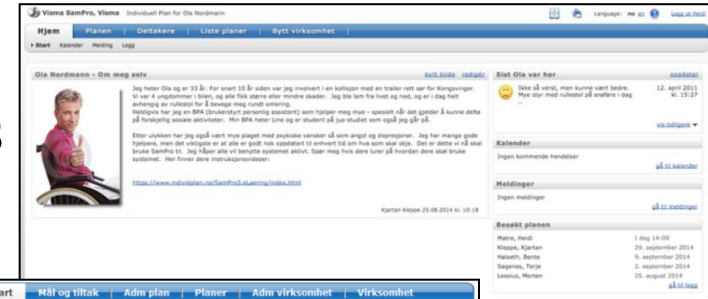 Visma SamPro, Visma Individuell Plan for Ola Nordmann
Language: no en Logg ut Heidi
Hjem Planen Deltakere Liste planer Bytt virksomhet
Start Kalender Melding Logg
Ola Nordmann - Om meg selv bytt bilde redigér
Jeg heter Ola og er 33 år. For snart 10 år siden var jeg involvert i en kollisjon med en trailer rett sør for Kongsvinger.
Vi var 4 ungdommer i bilen, og alle fikk større eller mindre skader. Jeg ble lam fra livet og ned, og er i dag helt
avhengig av rullestol for å bevege meg rundt omkring.
Heldigvis har jeg en BPA (brukerstyrt personlig assistent) som hjelper meg mye - spesielt når det gjelder å kunne delta
på forskjellig sosiale aktiviteter. Min BPA heter Line og er student på jus-studiet som også jeg går på.
Etter ulykken har jeg også vært mye plaget med psykiske vansker så som angst og depresjoner. Jeg har mange gode
hjelpere, men det viktigste er at alle er godt nok oppdatert til enhver tid om hva som skal skje. Det er dette vi nå skal
bruke SamPro til. Jeg håper alle vil benytte systemet aktivt. Spør meg hvis dere lurer på hvordan dere skal bruke
systemet. Her finner dere instruksjonsvideoer:
https://www.individplan.no/SamPro3.eLæring/index.html
Kjartan Kleppe 25.08.2014 kl. 10:18
Sist Ola var her oppdater
Ikke så verst, men kunne vært bedre. 12. april 2011
Mye styr med rullestol på snøføre i dag kl. 15:27
...
vis tidligere
Kalender
Ingen kommende hendelser
gå til kalender
Meldinger
Ingen meldinger
gå til meldinger
Besøkt planen
Matre, Heidi I dag 14:09
Kleppe, Kjartan 29. september 2014
Halseth, Bente 9. september 2014
Sagenes, Terje 2. september 2014
Lossius, Morten 25. august 2014
gå til logg
art Mål og tiltak Adm plan Planer Adm virksomhet Virksomhet